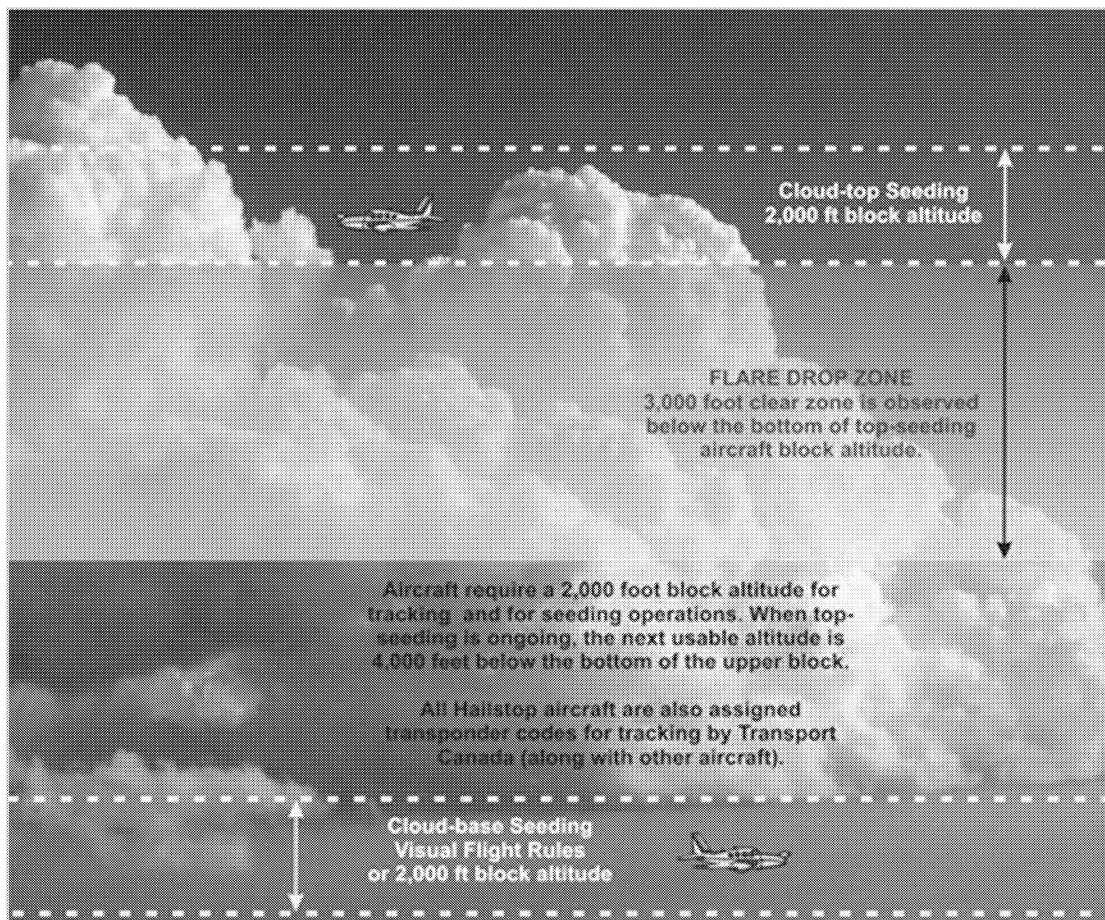 Cloud-top Seeding
2,000 ft block altitude
FLARE DROP ZONE
3,000 foot clear zone is observed
below the bottom of top-seeding
aircraft block altitude.
Aircraft require a 2,000 foot block altitude for
tracking and for seeding operations. When top-
seeding is ongoing, the next usable altitude is
4,000 feet below the bottom of the upper block.
All Hailstop aircraft are also assigned
transponder codes for tracking by Transport
Canada (along with other aircraft).
Cloud-base Seeding
Visual Flight Rules
or 2,000 ft block altitude